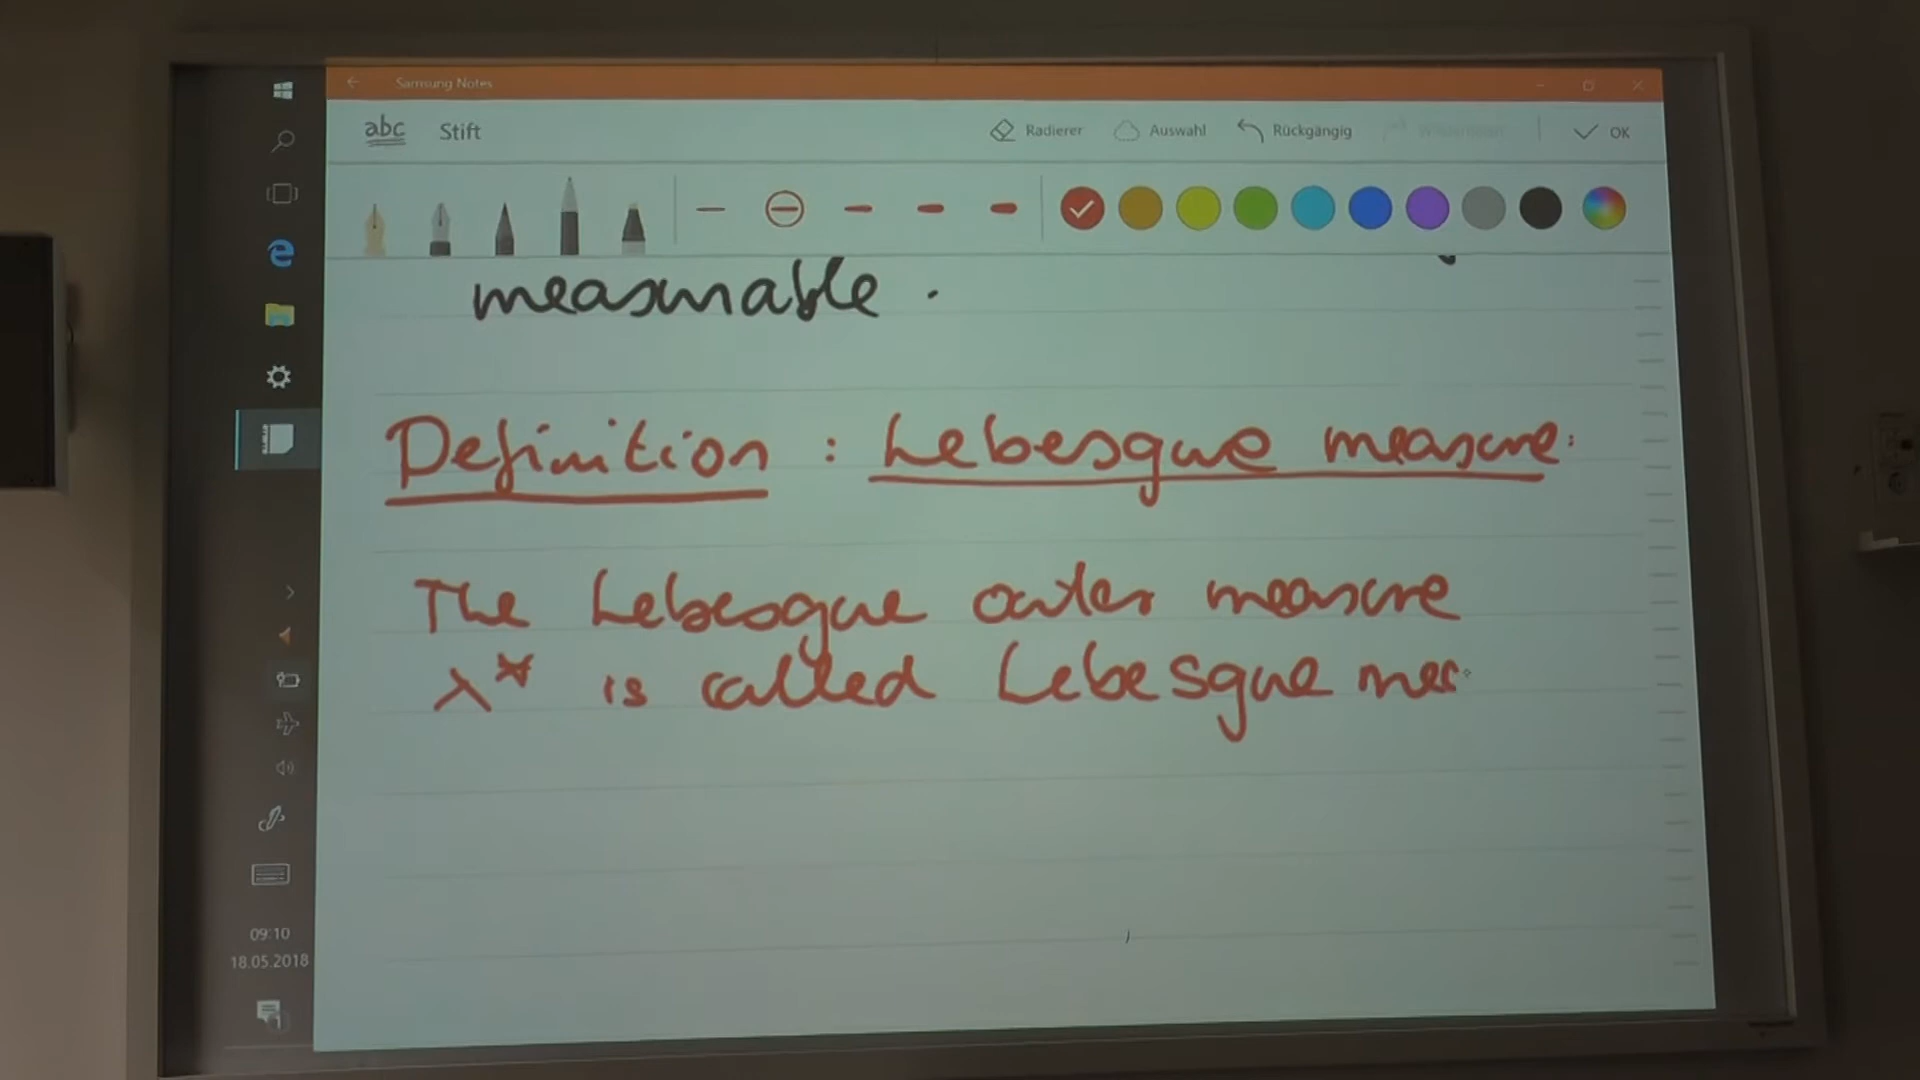 Samsung Notes
abc Stift Radierer Auswahl Rückgängig OK
measurable.
Definition: Lebesgue measure:
The Lebesgue outer measure
λ* is called Lebesgue mea
09:10
18.05.2018